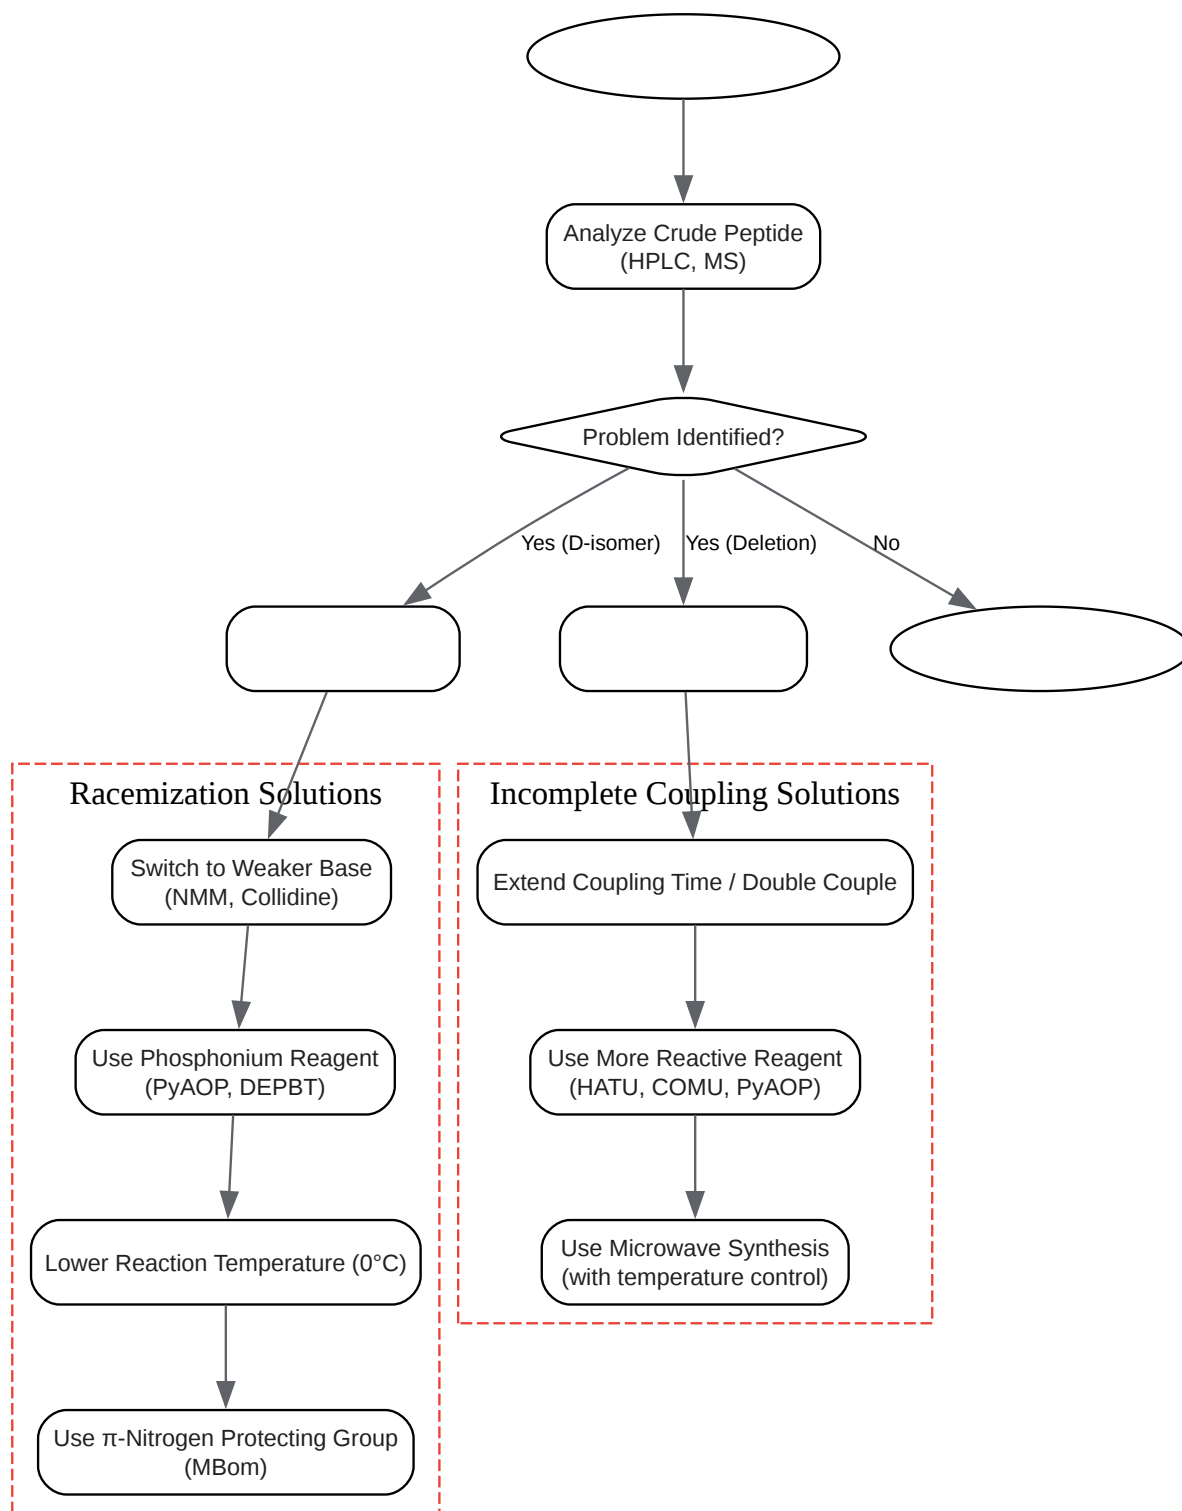 Analyze Crude Peptide
(HPLC, MS)
Problem Identified?
Yes (D-isomer)
Yes (Deletion)
No
Racemization Solutions
Incomplete Coupling Solutions
Switch to Weaker Base
(NMM, Collidine)
Extend Coupling Time / Double Couple
Use Phosphonium Reagent
(PyAOP, DEPBT)
Use More Reactive Reagent
(HATU, COMU, PyAOP)
Lower Reaction Temperature (0°C)
Use Microwave Synthesis
(with temperature control)
Use π-Nitrogen Protecting Group
(MBom)